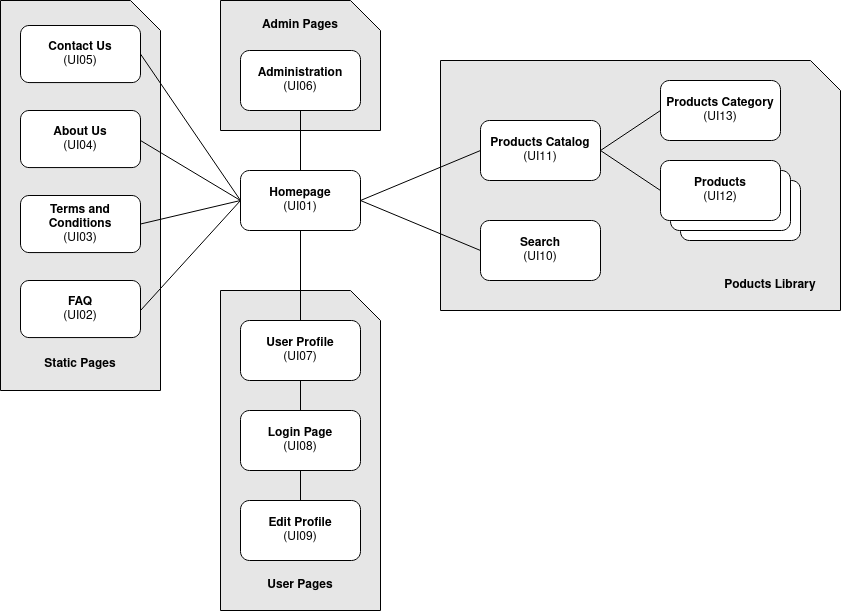 Contact Us
(UI05)
About Us
(UI04)
Terms and
Conditions
(UI03)
FAQ
(UI02)
Static Pages
Admin Pages
Administration
(UI06)
Homepage
(UI01)
User Profile
(UI07)
Login Page
(UI08)
Edit Profile
(UI09)
User Pages
Products Catalog
(UI11)
Search
(UI10)
Products Category
(UI13)
Products
(UI12)
Poducts Library